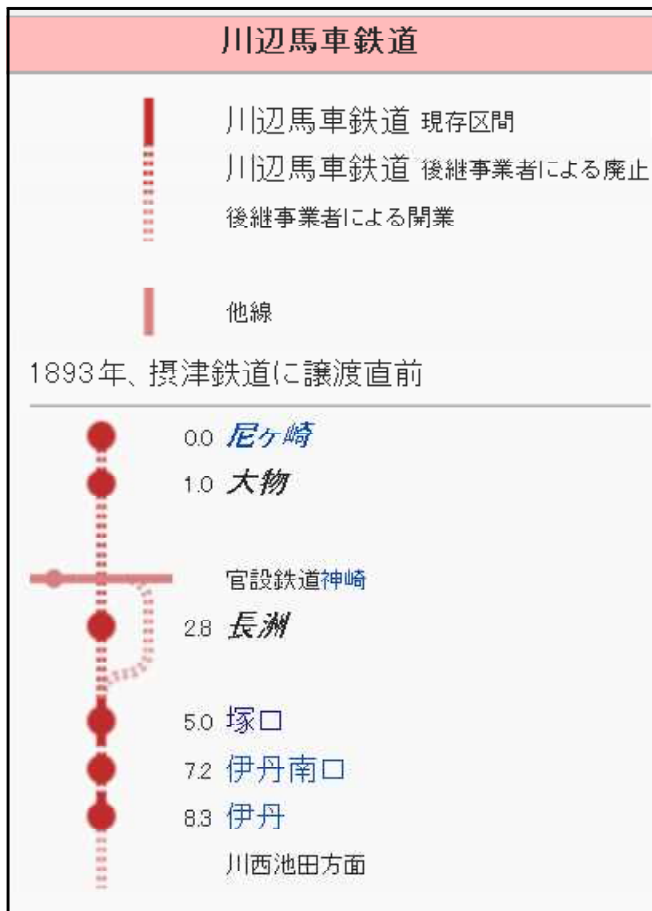 川辺馬車鉄道
川辺馬車鉄道 現存区間
川辺馬車鉄道 後継事業者による廃止
後継事業者による開業
他線
1893年、摂津鉄道に譲渡直前
0.0 尼ヶ崎
1.0 大物
官設鉄道神崎
2.8 長洲
5.0 塚口
7.2 伊丹南口
8.3 伊丹
川西池田方面